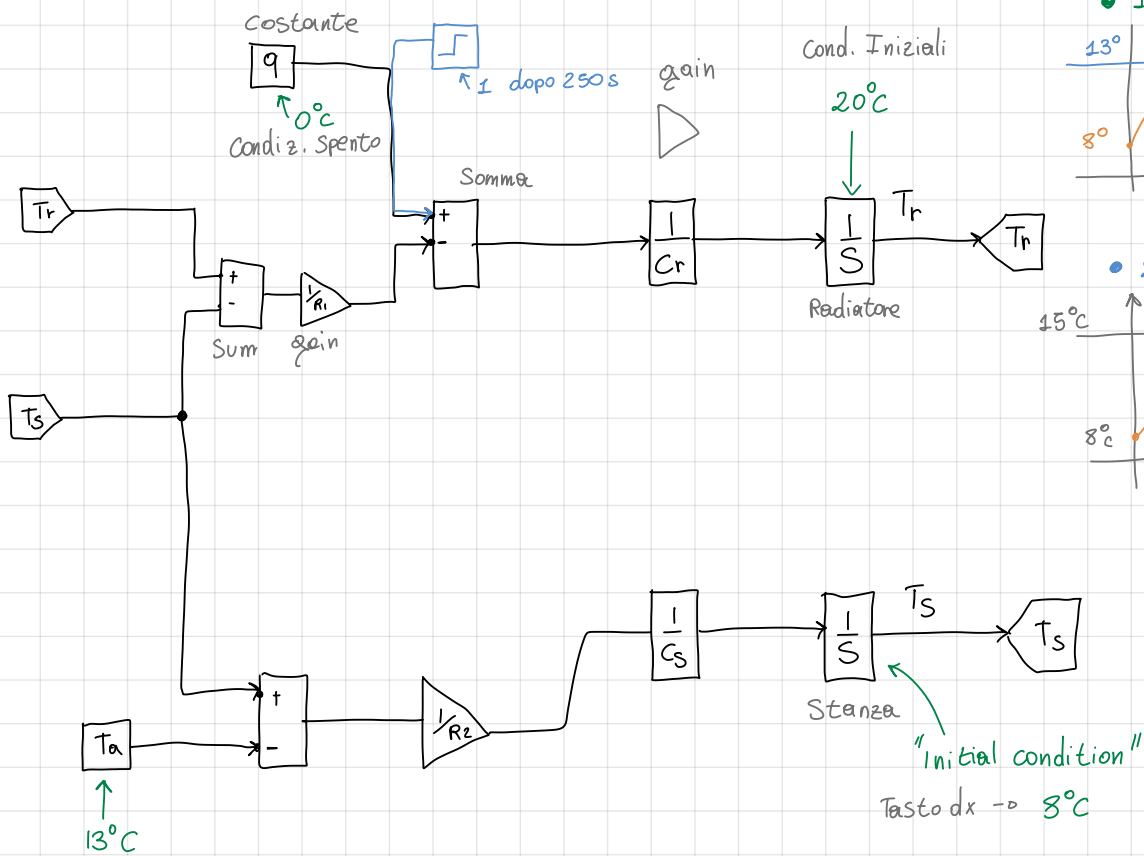 Costante
q
0°C
Condiz. Spento
1 dopo 250s
gain
Cond. Iniziali
20°C
13°
8°
Somma
Tr
+
-
Sum
1/R1
gain
+
-
1
Cr
1
S
Radiatore
Tr
Tr
15°C
8°C
Ts
Ta
13°C
+
-
1/R2
1
Cs
1
S
Stanza
Ts
Ts
"Initial condition"
Tasto dx → 8°C